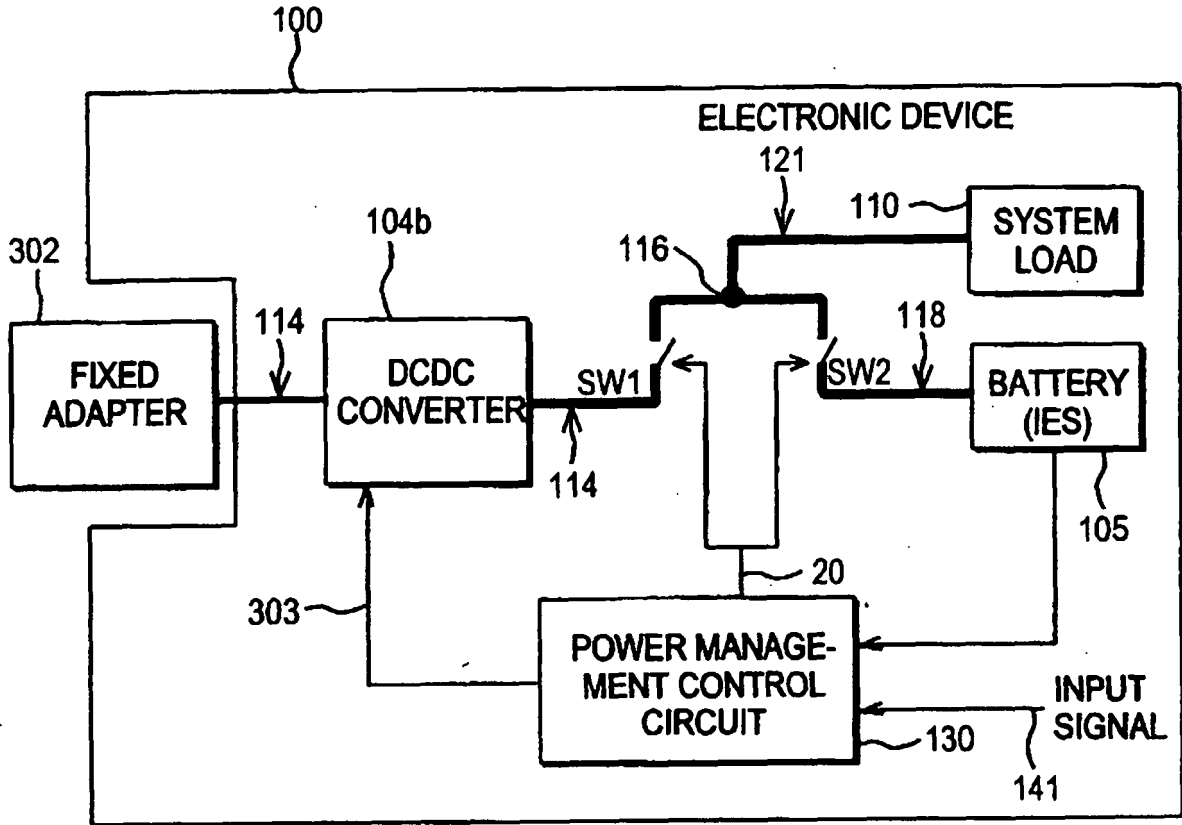 100
ELECTRONIC DEVICE
121
110
SYSTEM
LOAD
104b
302
116
114
118
FIXED
ADAPTER
DCDC
CONVERTER
SW1
SW2
BATTERY
(IES)
114
105
20
303
POWER MANAGE-
MENT CONTROL
CIRCUIT
INPUT
SIGNAL
130
141